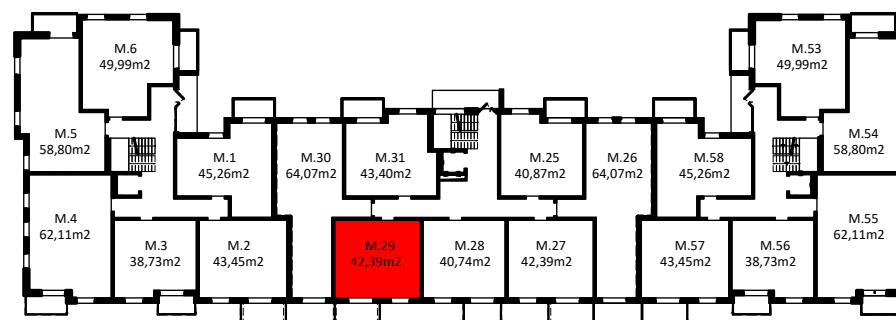 M.6
49,99m2
M.53
49,99m2
M.5
58,80m2
M.54
58,80m2
M.1
45,26m2
M.30
64,07m2
M.31
43,40m2
M.25
40,87m2
M.26
64,07m2
M.58
45,26m2
M.4
62,11m2
M.3
38,73m2
M.2
43,45m2
M.29
42,39m2
M.28
40,74m2
M.27
42,39m2
M.57
43,45m2
M.56
38,73m2
M.55
62,11m2